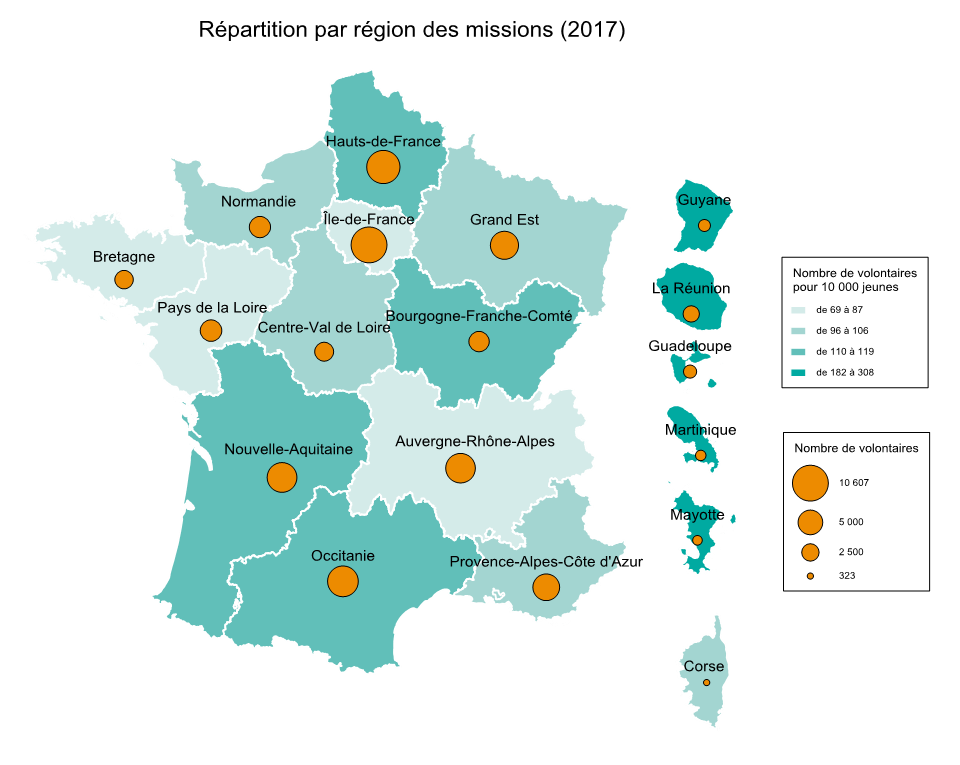 Répartition par région des missions (2017)
Hauts-de-France
Normandie
Île-de-France
Grand Est
Bretagne
Pays de la Loire
Centre-Val de Loire
Bourgogne-Franche-Comté
Nouvelle-Aquitaine
Auvergne-Rhône-Alpes
Occitanie
Provence-Alpes-Côte d'Azur
Guyane
La Réunion
Guadeloupe
Martinique
Mayotte
Corse
Nombre de volontaires
pour 10 000 jeunes
de 69 à 87
de 96 à 106
de 110 à 119
de 182 à 308
Nombre de volontaires
10 607
5 000
2 500
323